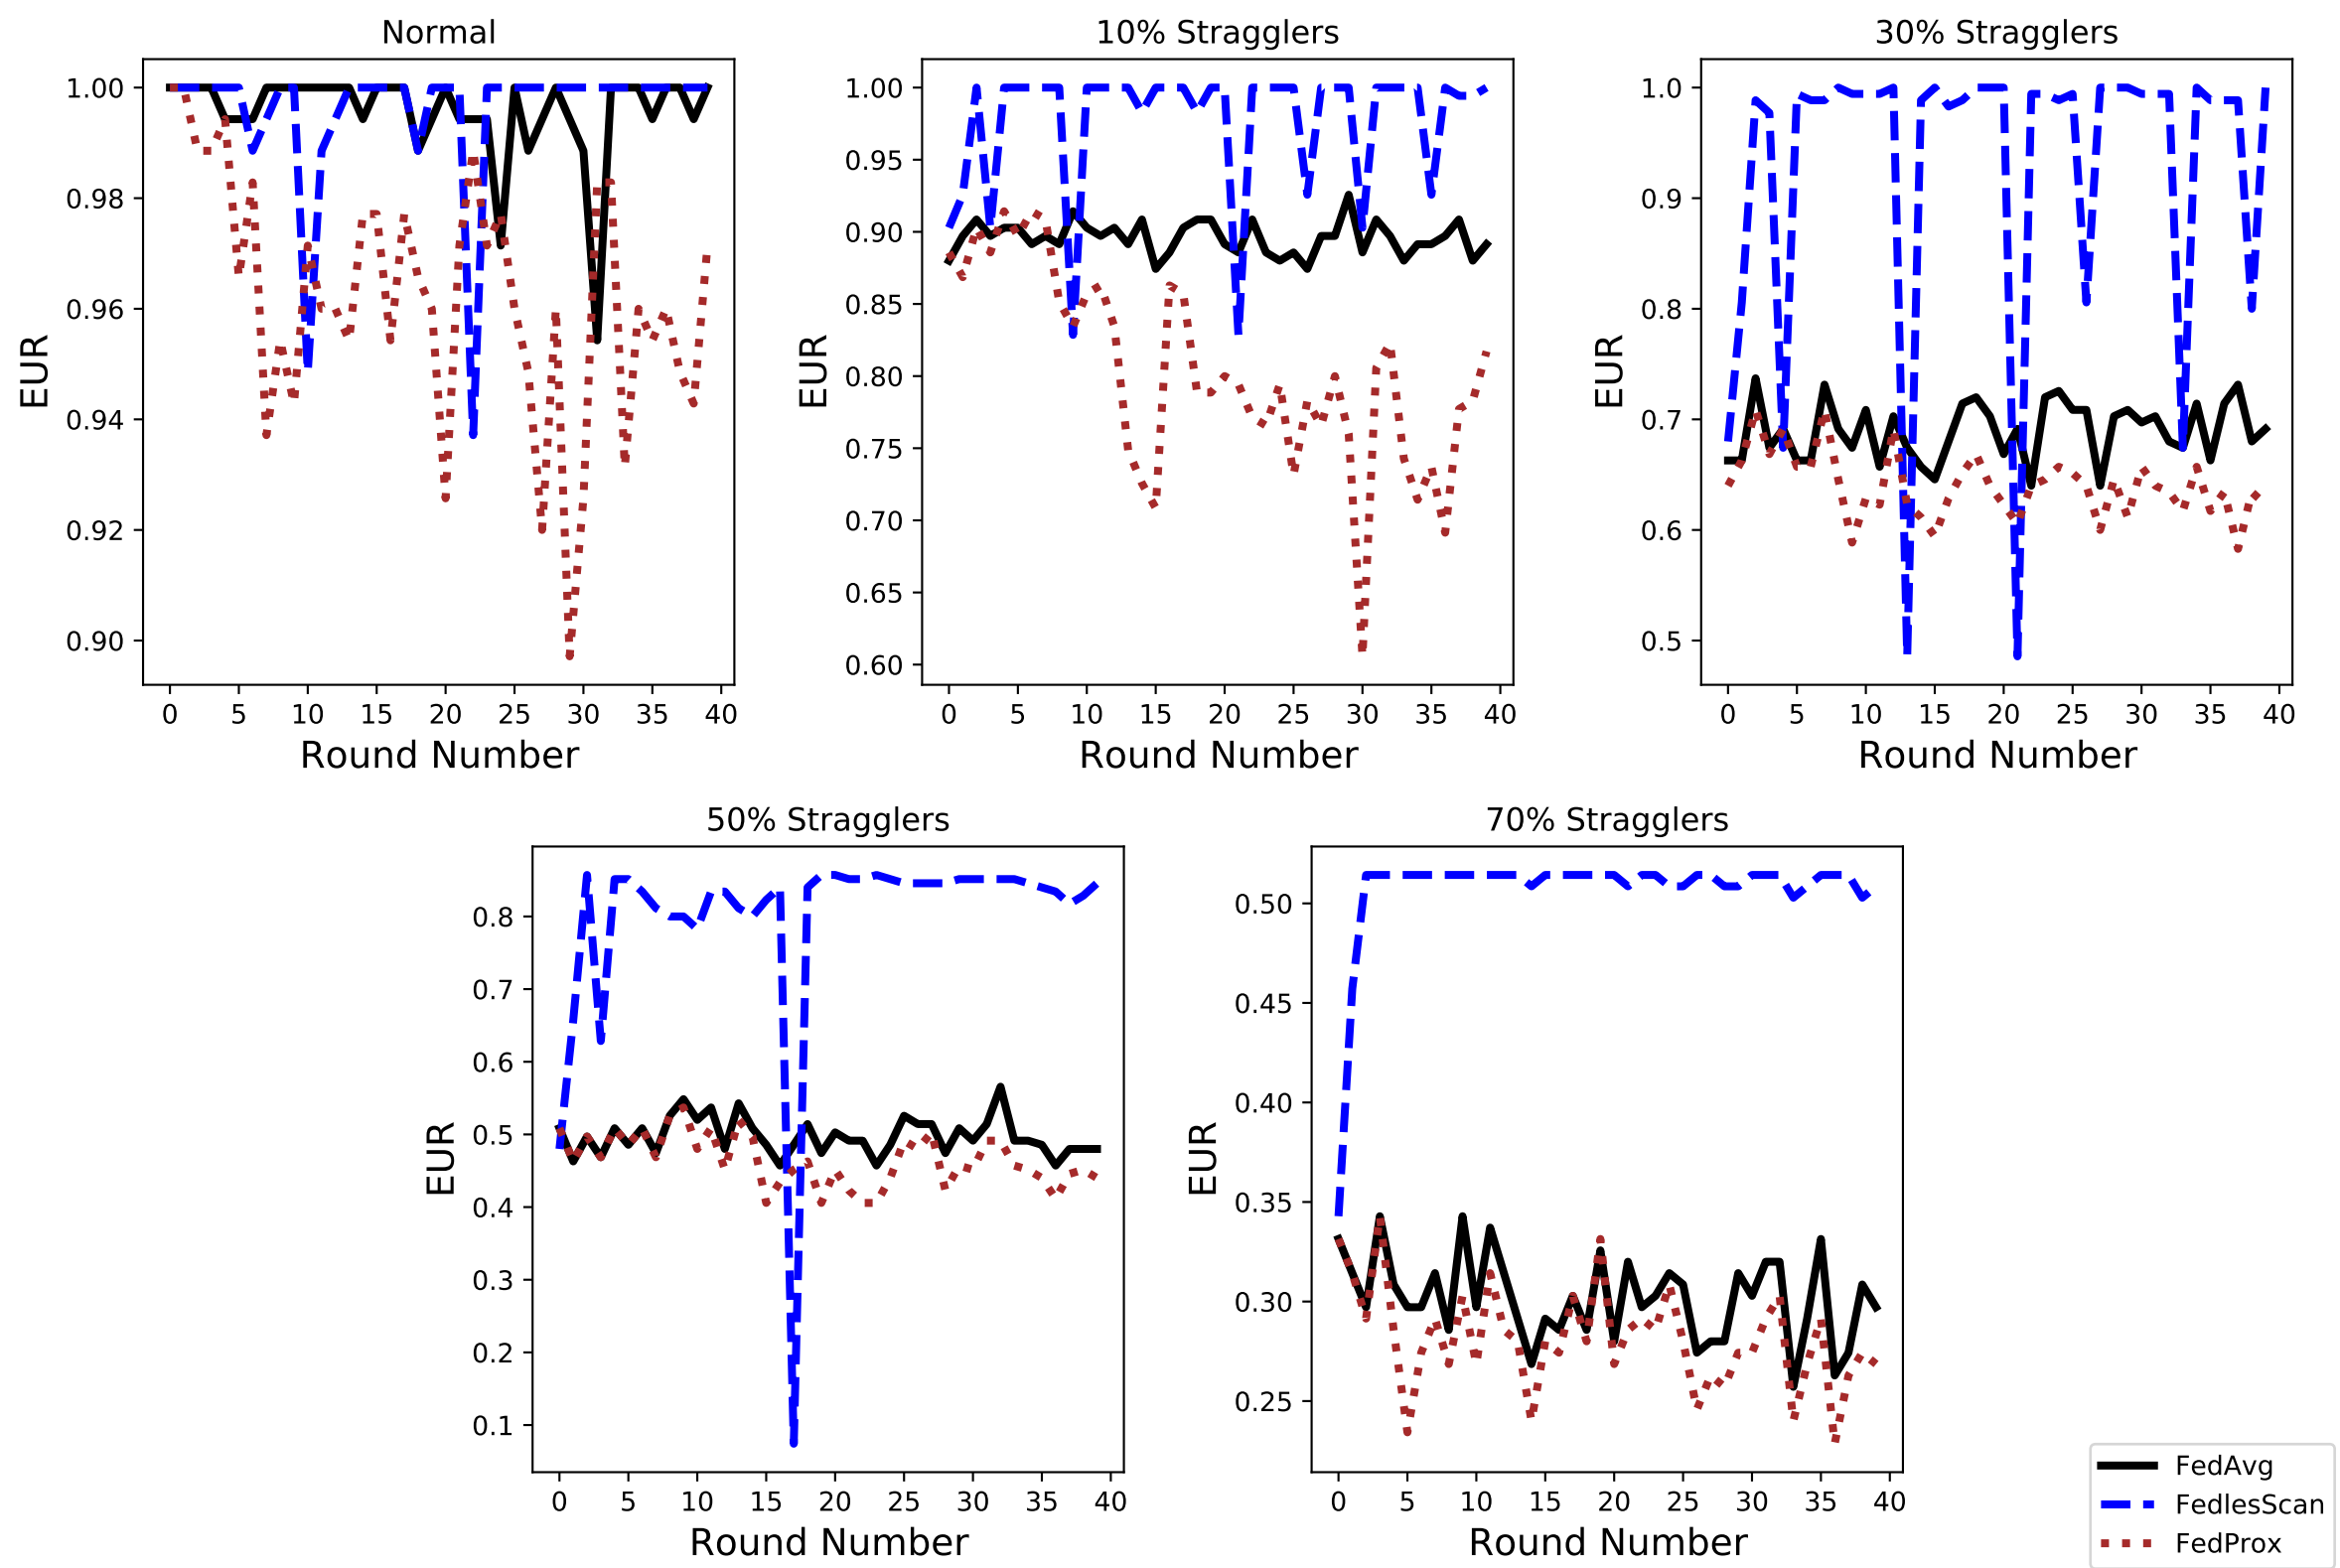 Normal
1.00
0.98
0.96
0.94
0.92
0.90
EUR
0 5 10 15 20 25 30 35 40
Round Number
10% Stragglers
1.00
0.95
0.90
0.85
0.80
0.75
0.70
0.65
0.60
EUR
0 5 10 15 20 25 30 35 40
Round Number
30% Stragglers
1.0
0.9
0.8
0.7
0.6
0.5
EUR
0 5 10 15 20 25 30 35 40
Round Number
50% Stragglers
0.8
0.7
0.6
0.5
0.4
0.3
0.2
0.1
EUR
0 5 10 15 20 25 30 35 40
Round Number
70% Stragglers
0.50
0.45
0.40
0.35
0.30
0.25
EUR
0 5 10 15 20 25 30 35 40
Round Number
FedAvg
FedlesScan
FedProx